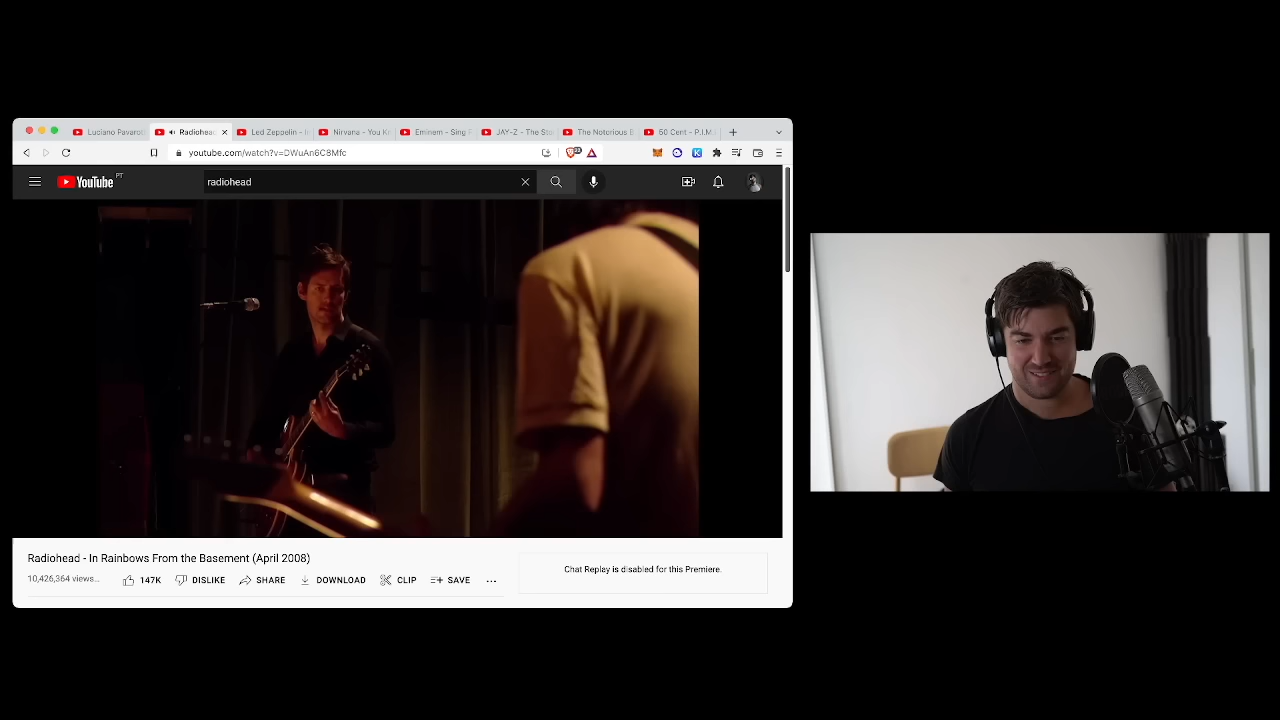 Luciano Pavaro
Radiohead
Led Zeppelin - I
Nirvana - You K
Eminem - Sing F
JAY-Z - The Sto
The Notorious B
50 Cent - P.I.M
youtube.com/watch?v=DWuAn6C8Mfc
YouTube PT
radiohead
Radiohead - In Rainbows From the Basement (April 2008)
10,426,364 views...
147K
DISLIKE
SHARE
DOWNLOAD
CLIP
SAVE
...
Chat Replay is disabled for this Premiere.